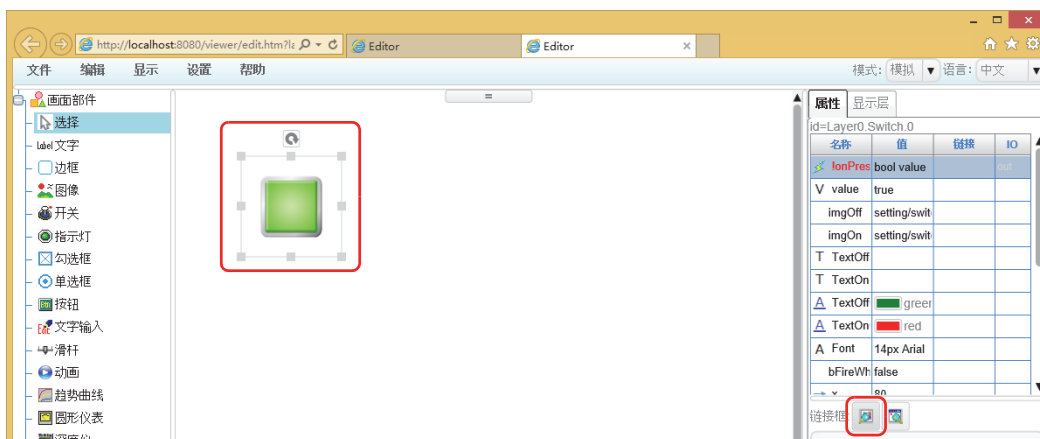 http://localhost:8080/viewer/edit.htm?la
Editor
Editor
文件 编辑 显示 设置 帮助 模式: 模拟 语言: 中文
画面部件
选择
label 文字
边框
图像
开关
指示灯
勾选框
单选框
按钮
文字输入
滑杆
动画
趋势曲线
圆形仪表
属性 显示层
id=Layer0.Switch.0
名称 值 链接 IO
!onPres bool value out
V value true
imgOff setting/swit
imgOn setting/swit
T TextOff
T TextOn
A TextOff green
A TextOn red
A Font 14px Arial
bFireWh false
x 80
链接框: